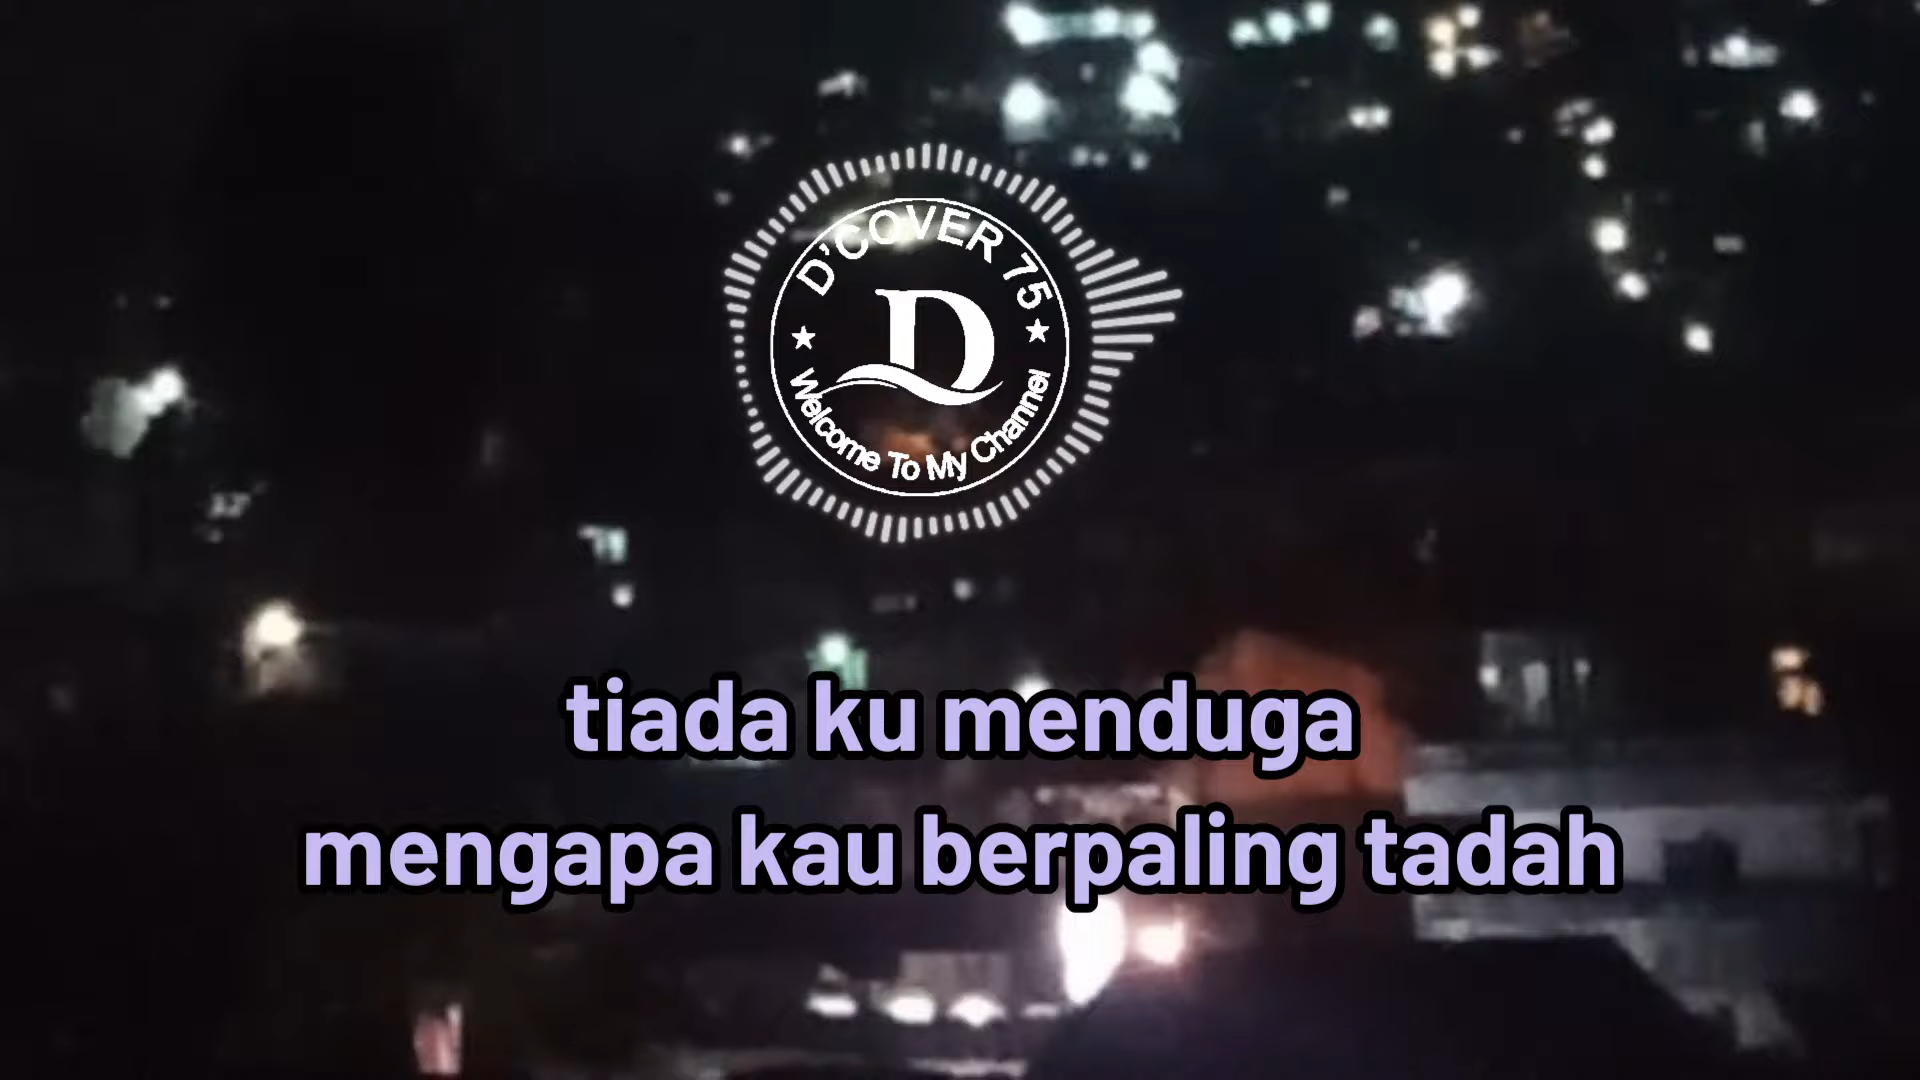 D'COVER 75
D
Welcome To My Channel
tiada ku menduga
mengapa kau berpaling tadah